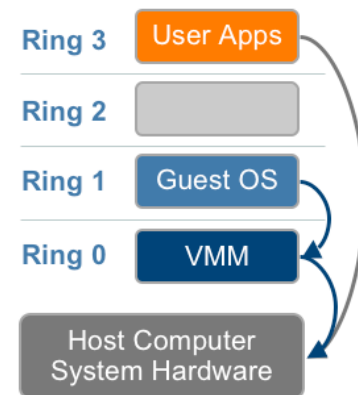 Ring 3
User Apps
Ring 2
Ring 1
Guest OS
Ring 0
VMM
Host Computer
System Hardware